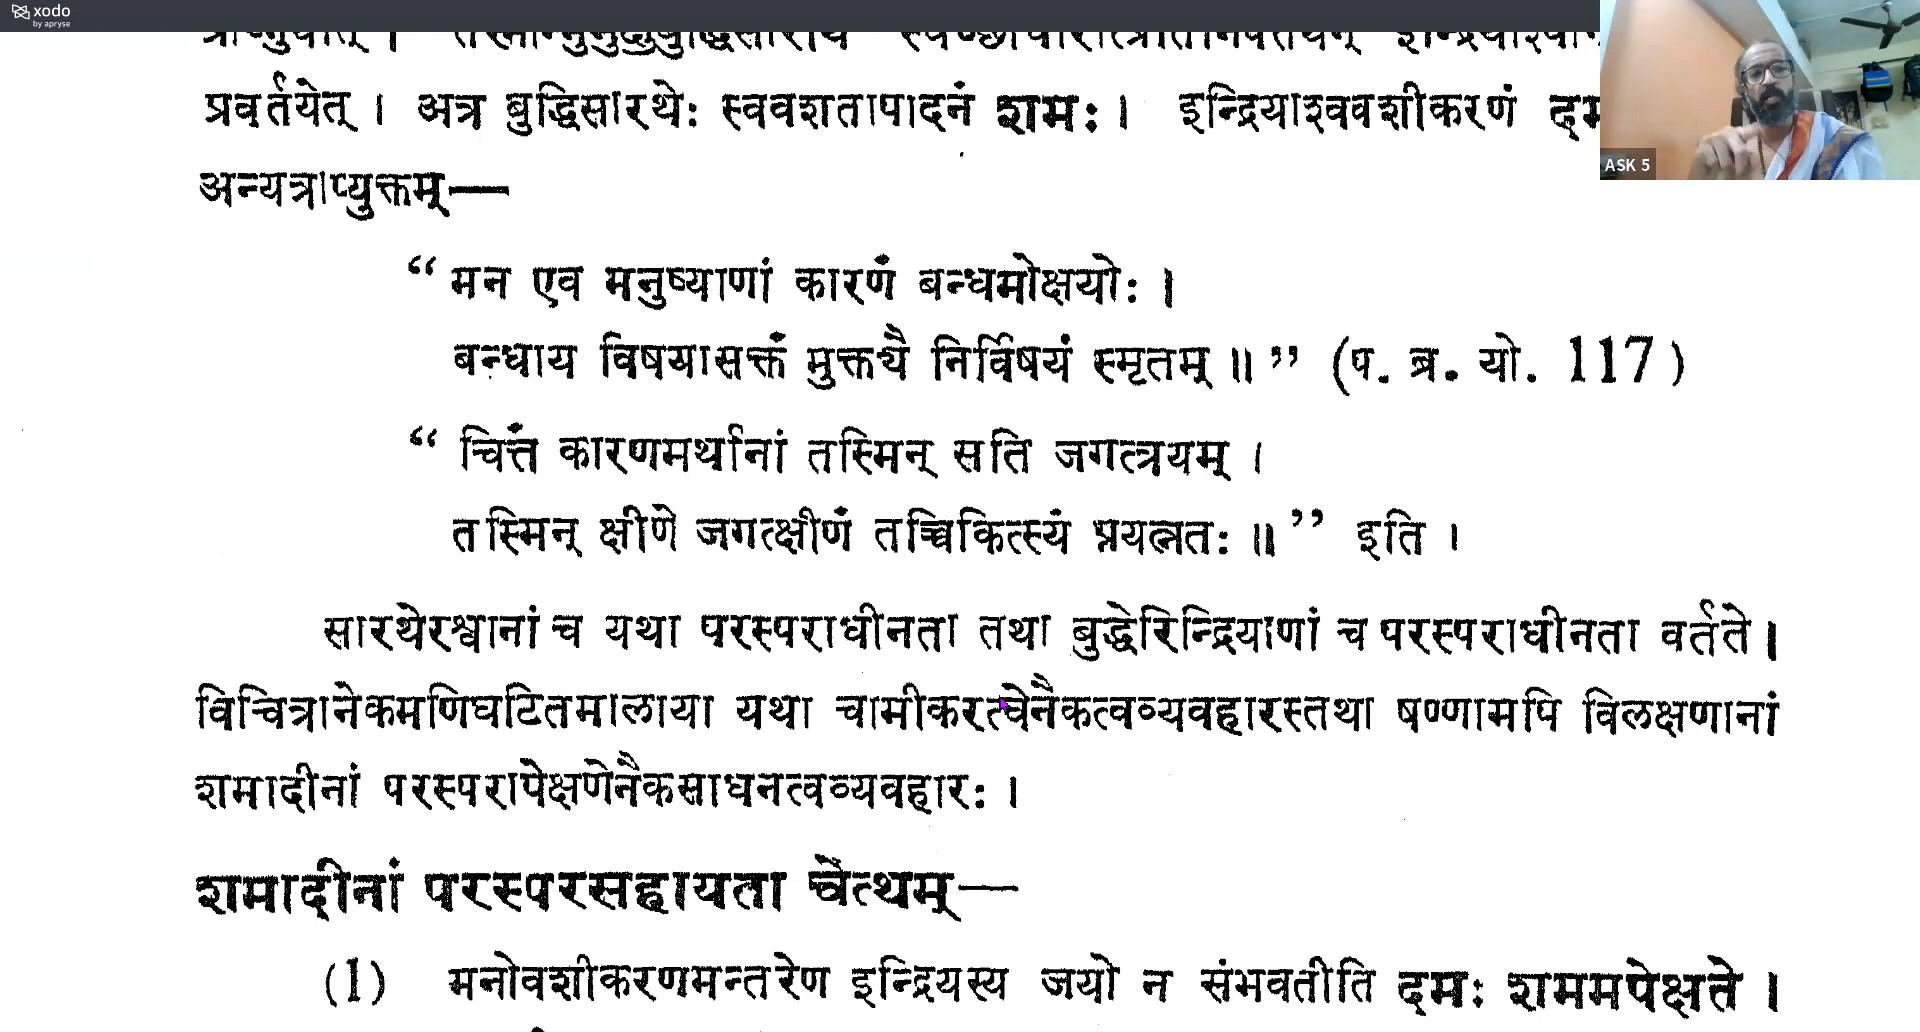 xodo
by apryse
प्रवर्तयेत् । अत्र बुद्धिसारथेः स्ववशतापादनं शमः। इन्द्रियाश्ववशीकरणं
ASK 5
अन्यत्राप्युक्तम्—
“ मन एव मनुष्याणां कारणं बन्धमोक्षयोः ।
बन्धाय विषयासक्तं मुक्त्यै निर्विषयं स्मृतम् ॥” (प. ब्र. यो. 117)
“ चित्तं कारणमर्थानां तस्मिन् सति जगत्त्रयम् ।
तस्मिन् क्षीणे जगत्क्षीणं तच्चिकित्स्यं प्रयत्नतः ॥” इति ।
सारथेरश्वानां च यथा परस्पराधीनता तथा बुद्धेरिन्द्रियाणां च परस्पराधीनता वर्तते।
विचित्रानेकमणिघटितमालाया यथा चामीकरत्वेनैकत्वव्यवहारस्तथा षण्णामपि विलक्षणानां
शमादीनां परस्परापेक्षणेनैकसाधनत्वव्यवहारः ।
शमादीनां परस्परसहायता चेत्थम्—
(1) मनोवशीकरणमन्तरेण इन्द्रियस्य जयो न संभवतीति दमः शममपेक्षते ।